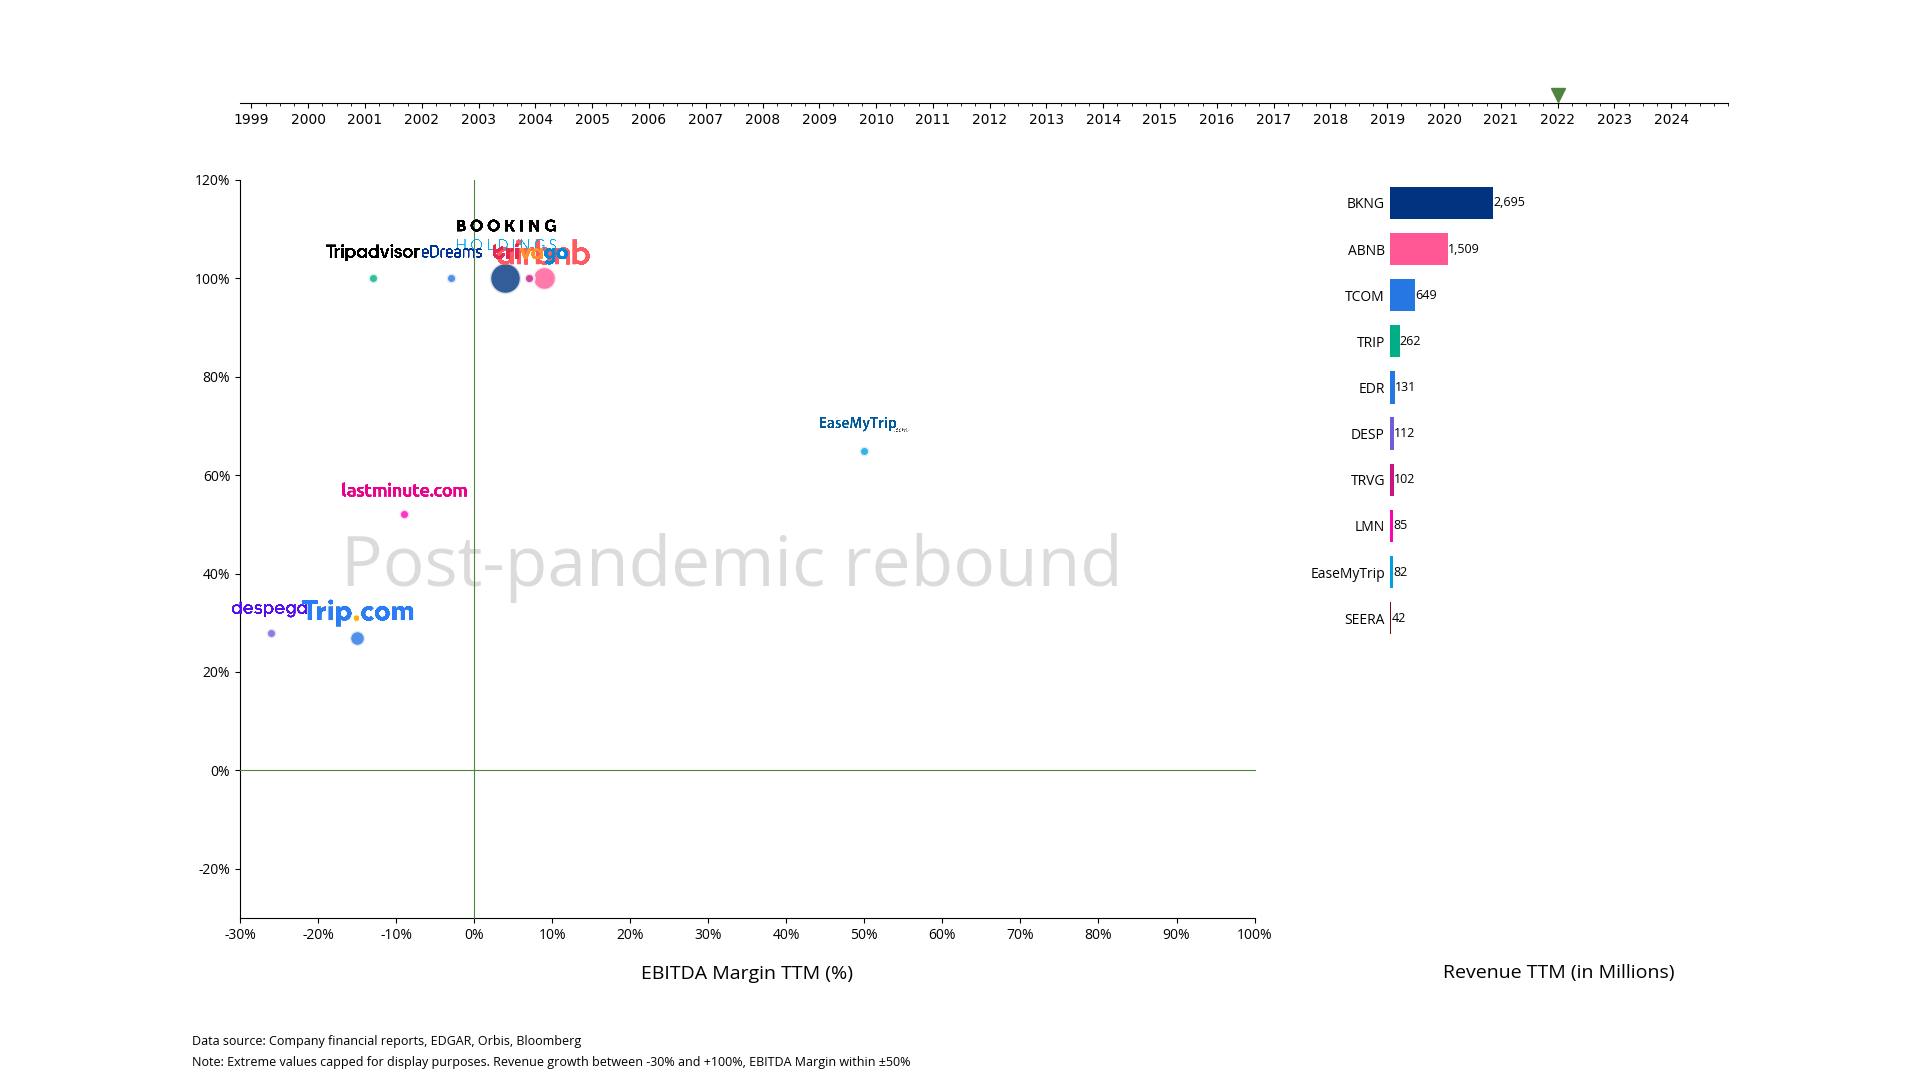 1999 2000 2001 2002 2003 2004 2005 2006 2007 2008 2009 2010 2011 2012 2013 2014 2015 2016 2017 2018 2019 2020 2021 2022 2023 2024
120%
100%
80%
60%
40%
20%
0%
-20%
BOOKING
HOLDINGS
Tripadvisor eDreams trivago airbnb
EaseMyTrip.com
lastminute.com
Post-pandemic rebound
despegar Trip.com
-30% -20% -10% 0% 10% 20% 30% 40% 50% 60% 70% 80% 90% 100%
EBITDA Margin TTM (%)
BKNG 2,695
ABNB 1,509
TCOM 649
TRIP 262
EDR 131
DESP 112
TRVG 102
LMN 85
EaseMyTrip 82
SEERA 42
Revenue TTM (in Millions)
Data source: Company financial reports, EDGAR, Orbis, Bloomberg
Note: Extreme values capped for display purposes. Revenue growth between -30% and +100%, EBITDA Margin within ±50%